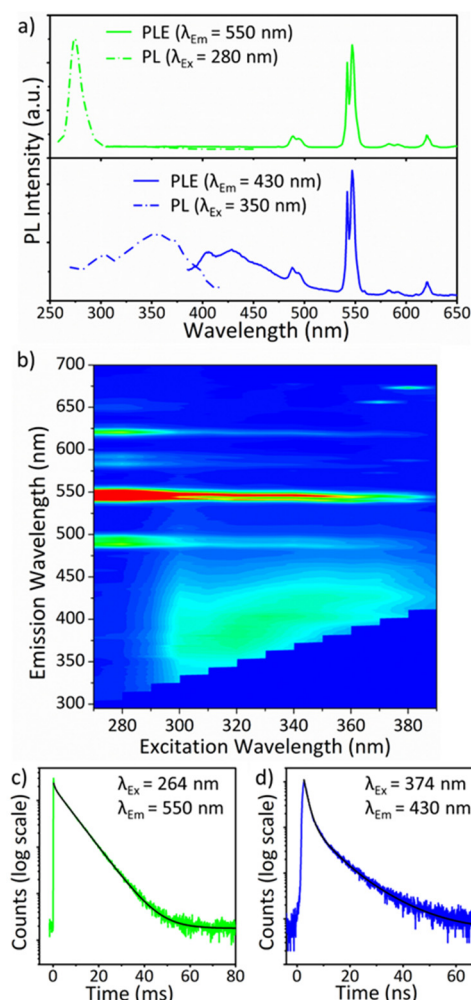 a)
PLE (λEm = 550 nm)
PL (λEx = 280 nm)
PLE (λEm = 430 nm)
PL (λEx = 350 nm)
PL Intensity (a.u.)
250 300 350 400 450 500 550 600 650
Wavelength (nm)
b)
700
650
600
550
500
450
400
350
300
Emission Wavelength (nm)
280 300 320 340 360 380
Excitation Wavelength (nm)
c)
λEx = 264 nm
λEm = 550 nm
Counts (log scale)
0 20 40 60 80
Time (ms)
d)
λEx = 374 nm
λEm = 430 nm
Counts (log scale)
0 20 40 60
Time (ns)